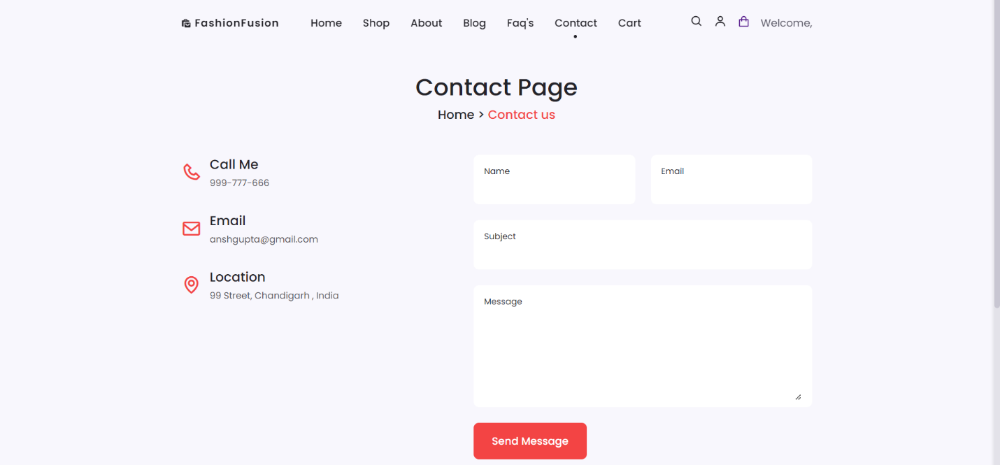 FashionFusion Home Shop About Blog Faq's Contact Cart Welcome,
Contact Page
Home > Contact us
Call Me
999-777-666
Email
anshgupta@gmail.com
Location
99 Street, Chandigarh , India
Name
Email
Subject
Message
Send Message